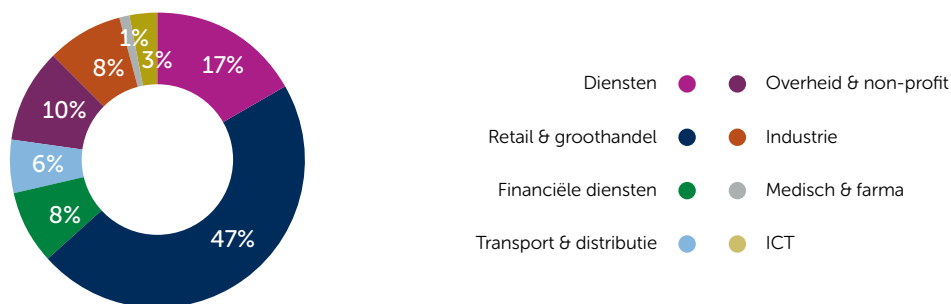 1%
3%
17%
8%
10%
6%
8%
47%
Diensten
Overheid & non-profit
Retail & groothandel
Industrie
Financiële diensten
Medisch & farma
Transport & distributie
ICT